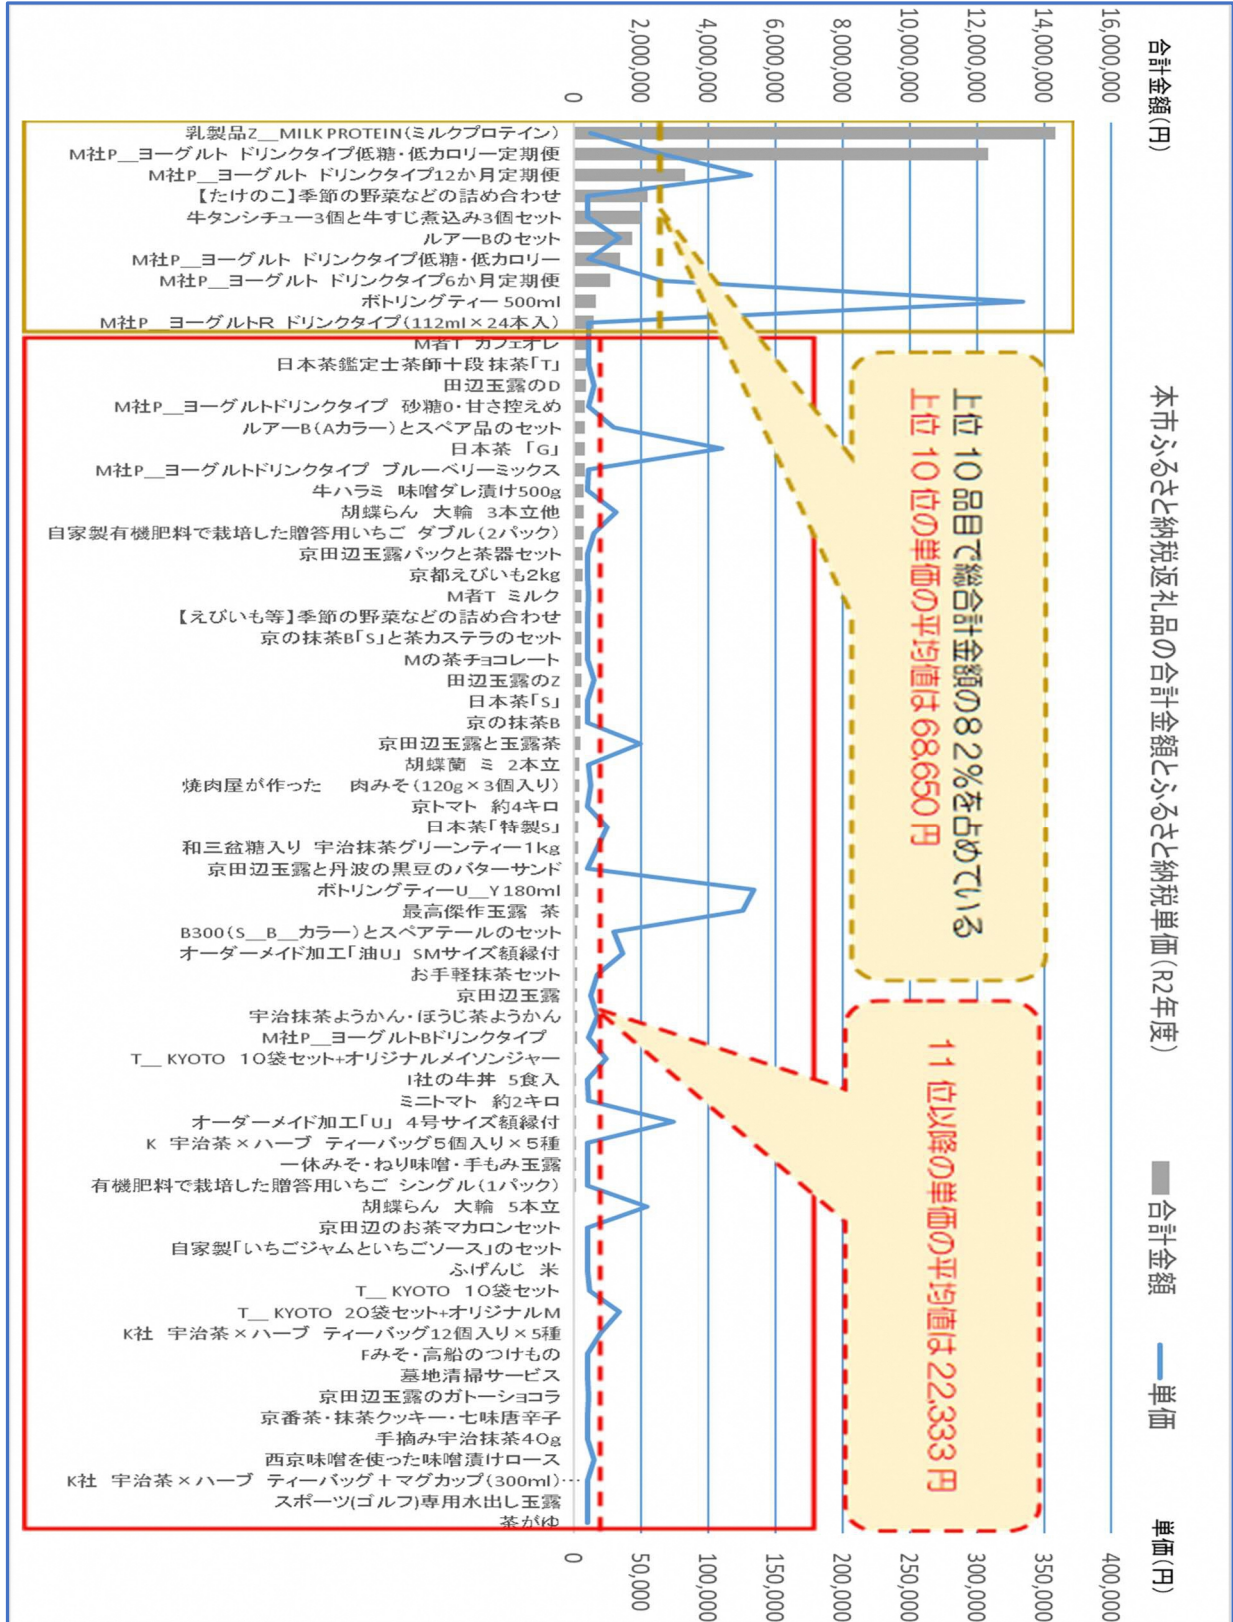 本市ふるさと納税返礼品の合計金額とふるさと納税単価(R2年度)
合計金額
単価
合計金額(円)
16,000,000
14,000,000
12,000,000
10,000,000
8,000,000
6,000,000
4,000,000
2,000,000
0
単価(円)
400,000
350,000
300,000
250,000
200,000
150,000
100,000
50,000
0
上位 10 品目で総合計金額の82%を占めている
上位 10 位の単価の平均値は68,650 円
11 位以降の単価の平均値は22,333 円
乳製品Z__MILK PROTEIN(ミルクプロテイン)
M社P__ヨーグルト ドリンクタイプ低糖・低カロリー定期便
M社P__ヨーグルト ドリンクタイプ12か月定期便
【たけのこ】季節の野菜などの詰め合わせ
牛タンシチュー3個と牛すじ煮込み3個セット
ルアーBのセット
M社P__ヨーグルト ドリンクタイプ低糖・低カロリー
M社P__ヨーグルト ドリンクタイプ6か月定期便
ボトリングティー 500ml
M社P__ヨーグルトR ドリンクタイプ(112ml×24本入)
M者T カフェオレ
日本茶鑑定士茶師十段 抹茶「T」
田辺玉露のD
M社P__ヨーグルトドリンクタイプ 砂糖0・甘さ控えめ
ルアーB(Aカラー)とスペア品のセット
日本茶 「G」
M社P__ヨーグルトドリンクタイプ ブルーベリーミックス
牛ハラミ 味噌ダレ漬け500g
胡蝶らん 大輪 3本立他
自家製有機肥料で栽培した贈答用いちご ダブル(2パック)
京田辺玉露パックと茶器セット
京都えびいも2kg
M者T ミルク
【えびいも等】季節の野菜などの詰め合わせ
京の抹茶B「S」と茶カステラのセット
Mの茶チョコレート
田辺玉露のZ
日本茶「S」
京の抹茶B
京田辺玉露と玉露茶
胡蝶蘭 ミ 2本立
焼肉屋が作った 肉みそ(120g×3個入り)
京トマト 約4キロ
日本茶「特製S」
和三盆糖入り 宇治抹茶グリーンティー1kg
京田辺玉露と丹波の黒豆のバターサンド
ボトリングティーU__Y 180ml
最高傑作玉露 茶
B300(S__B__カラー)とスペアテールのセット
オーダーメイド加工「油U」 SMサイズ額縁付
お手軽抹茶セット
京田辺玉露
宇治抹茶ようかん・ほうじ茶ようかん
M社P__ヨーグルトBドリンクタイプ
T__ KYOTO 10袋セット+オリジナルメイソンジャー
I社の牛丼 5食入
ミニトマト 約2キロ
オーダーメイド加工「U」 4号サイズ額縁付
K 宇治茶×ハーブ ティーバッグ5個入り×5種
一休みそ・ねり味噌・手もみ玉露
有機肥料で栽培した贈答用いちご シングル(1パック)
胡蝶らん 大輪 5本立
京田辺のお茶マカロンセット
自家製「いちごジャムといちごソース」のセット
ふげんじ 米
T__ KYOTO 10袋セット
T__ KYOTO 20袋セット+オリジナルM
K社 宇治茶×ハーブ ティーバッグ12個入り×5種
Fみそ・高船のつけもの
墓地清掃サービス
京田辺玉露のガトーショコラ
京番茶・抹茶クッキー・七味唐辛子
手摘み宇治抹茶40g
西京味噌を使った味噌漬けロース
K社 宇治茶×ハーブ ティーバッグ+マグカップ(300ml)…
スポーツ(ゴルフ)専用水出し玉露
茶がゆ